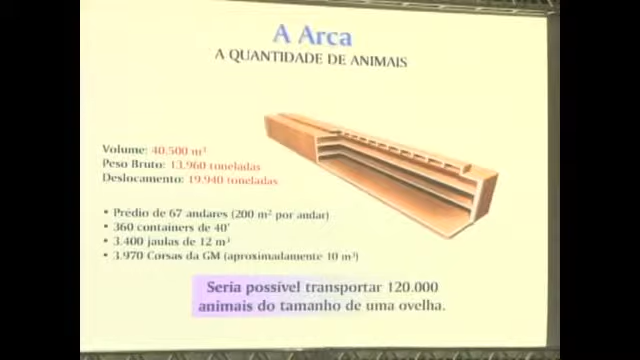 A Arca
A QUANTIDADE DE ANIMAIS
Volume: 40.500 m³
Peso Bruto: 13.960 toneladas
Deslocamento: 19.940 toneladas
• Prédio de 67 andares (200 m² por andar)
• 360 containers de 40'
• 3.400 jaulas de 12 m³
• 3.970 Corsas da GM (aproximadamente 10 m³)
Seria possível transportar 120.000
animais do tamanho de uma ovelha.